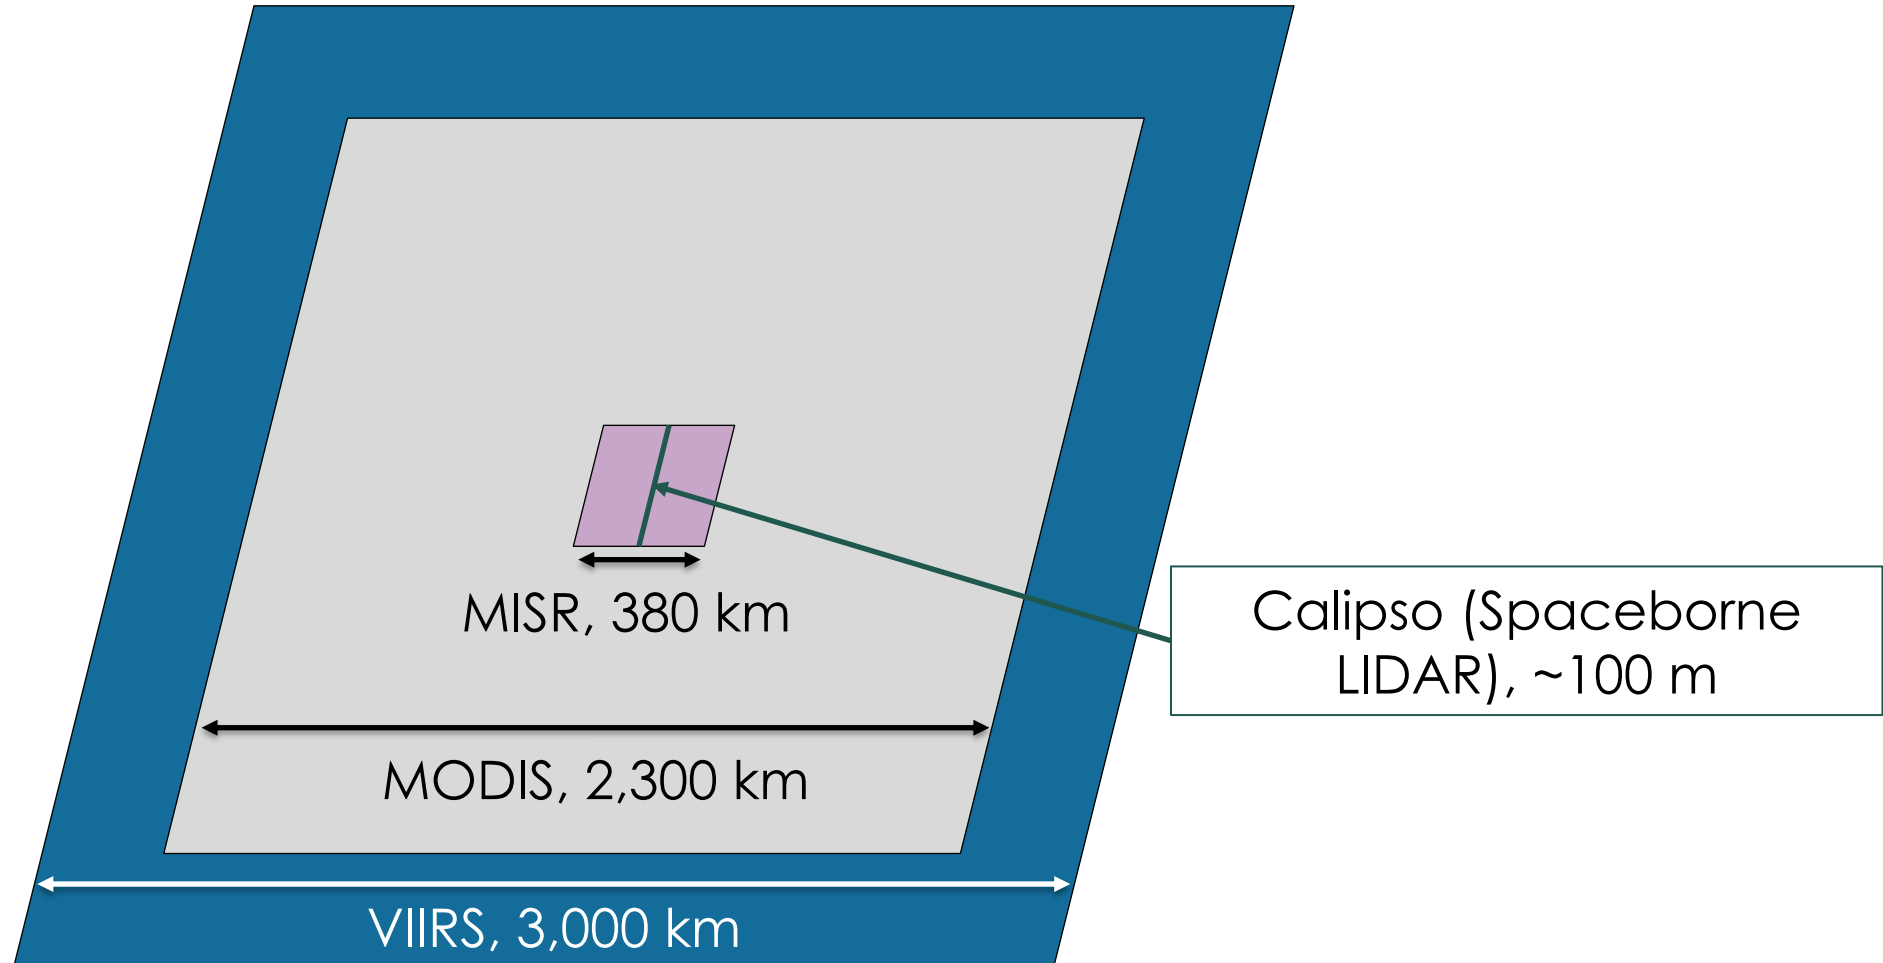 MISR, 380 km
Calipso (Spaceborne
LIDAR), ~100 m
MODIS, 2,300 km
VIIRS, 3,000 km